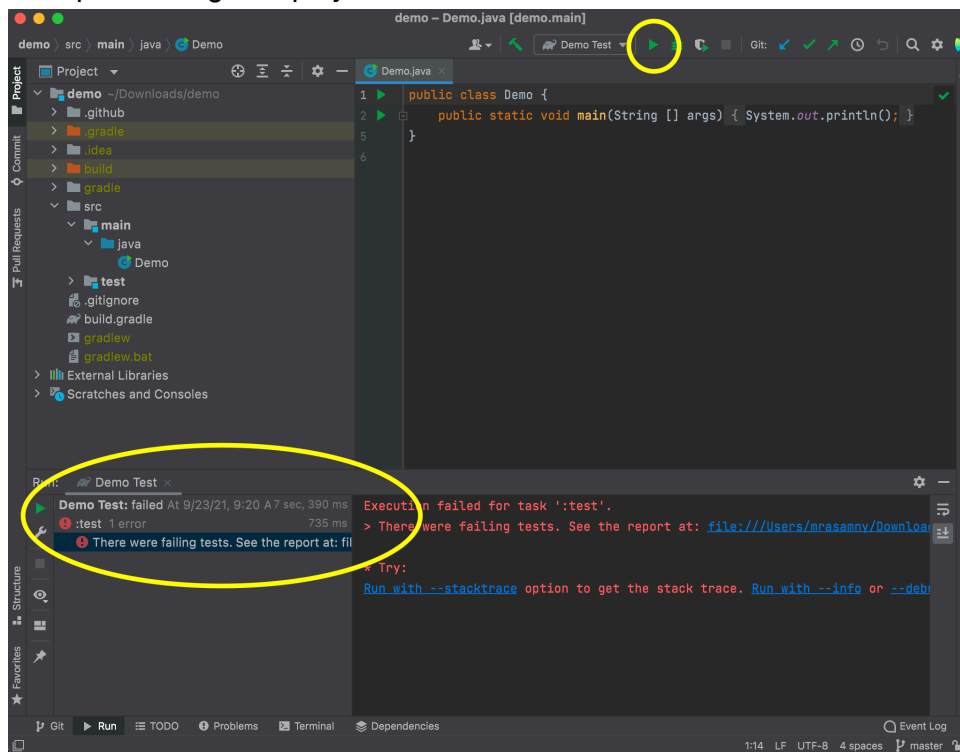 demo – Demo.java [demo.main]
demo 〉 src 〉 main 〉 java 〉 Demo
Demo Test
Git:
Project
Demo.java ×
Project
Commit
Pull Requests
Structure
Favorites
demo ~/Downloads/demo
.github
.gradle
.idea
build
gradle
src
main
java
Demo
test
.gitignore
build.gradle
gradlew
gradlew.bat
External Libraries
Scratches and Consoles
1 public class Demo {
2 public static void main(String [] args) { System.out.println(); }
5 }
6
Run: Demo Test ×
Demo Test: failed At 9/23/21, 9:20 A 7 sec, 390 ms
:test 1 error 735 ms
There were failing tests. See the report at: fil
Execution failed for task ':test'.
> There were failing tests. See the report at: file:///Users/mrasamny/Downloa
* Try:
Run with --stacktrace option to get the stack trace. Run with --info or --debu
Git Run TODO Problems Terminal Dependencies Event Log
1:14 LF UTF-8 4 spaces master